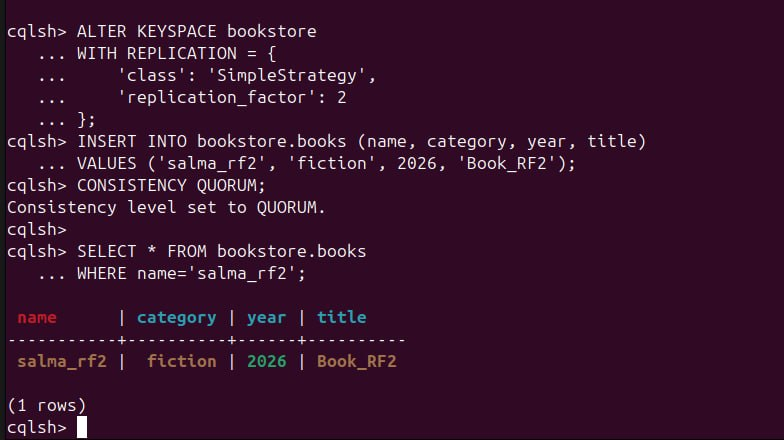 cqlsh> ALTER KEYSPACE bookstore
   ... WITH REPLICATION = {
   ...     'class': 'SimpleStrategy',
   ...     'replication_factor': 2
   ... };
cqlsh> INSERT INTO bookstore.books (name, category, year, title)
   ... VALUES ('salma_rf2', 'fiction', 2026, 'Book_RF2');
cqlsh> CONSISTENCY QUORUM;
Consistency level set to QUORUM.
cqlsh>
cqlsh> SELECT * FROM bookstore.books
   ... WHERE name='salma_rf2';
 name      | category | year | title
-----------+----------+------+----------
 salma_rf2 |  fiction | 2026 | Book_RF2
(1 rows)
cqlsh>